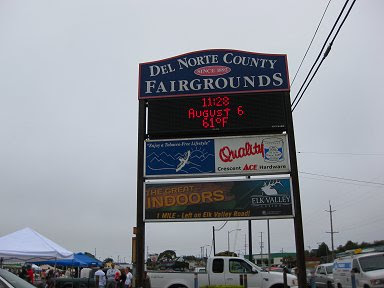 DEL NORTE COUNTY
SINCE 1895
FAIRGROUNDS
11:28
August 6
61°F
"Enjoy a Tobacco-Free Lifestyle"
Quality
Crescent ACE Hardware
THE GREAT
INDOORS
ELK VALLEY
1 MILE - Left on Elk Valley Road!